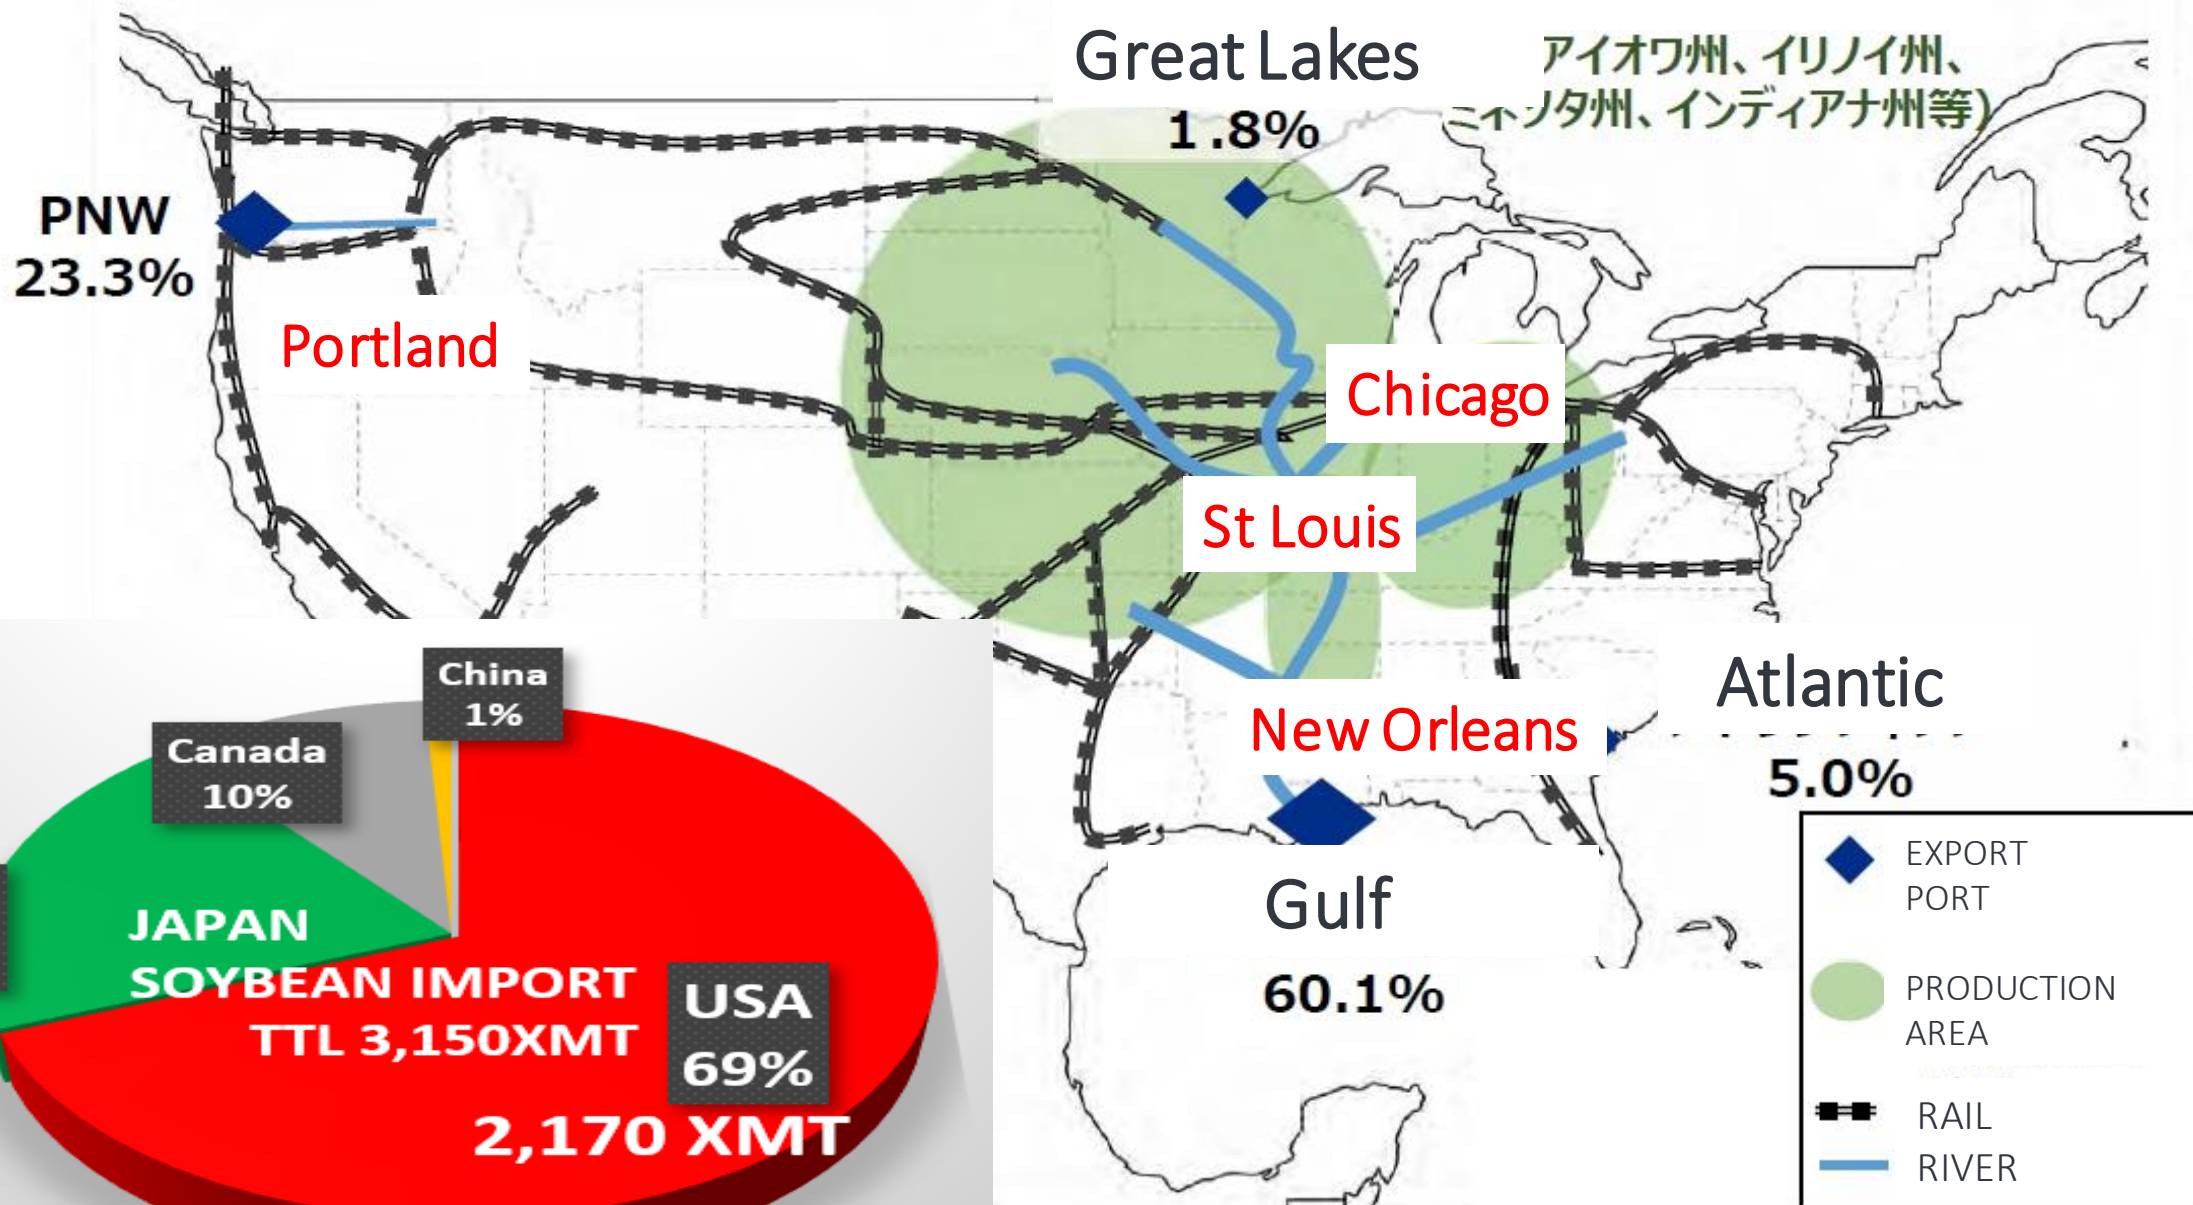 Great Lakes
1.8%
アイオワ州、イリノイ州、
ミネソタ州、インディアナ州等)
PNW
23.3%
Portland
Chicago
St Louis
New Orleans
Atlantic
5.0%
Gulf
60.1%
China
1%
Canada
10%
JAPAN
SOYBEAN IMPORT
TTL 3,150XMT
USA
69%
2,170 XMT
EXPORT
PORT
PRODUCTION
AREA
RAIL
RIVER